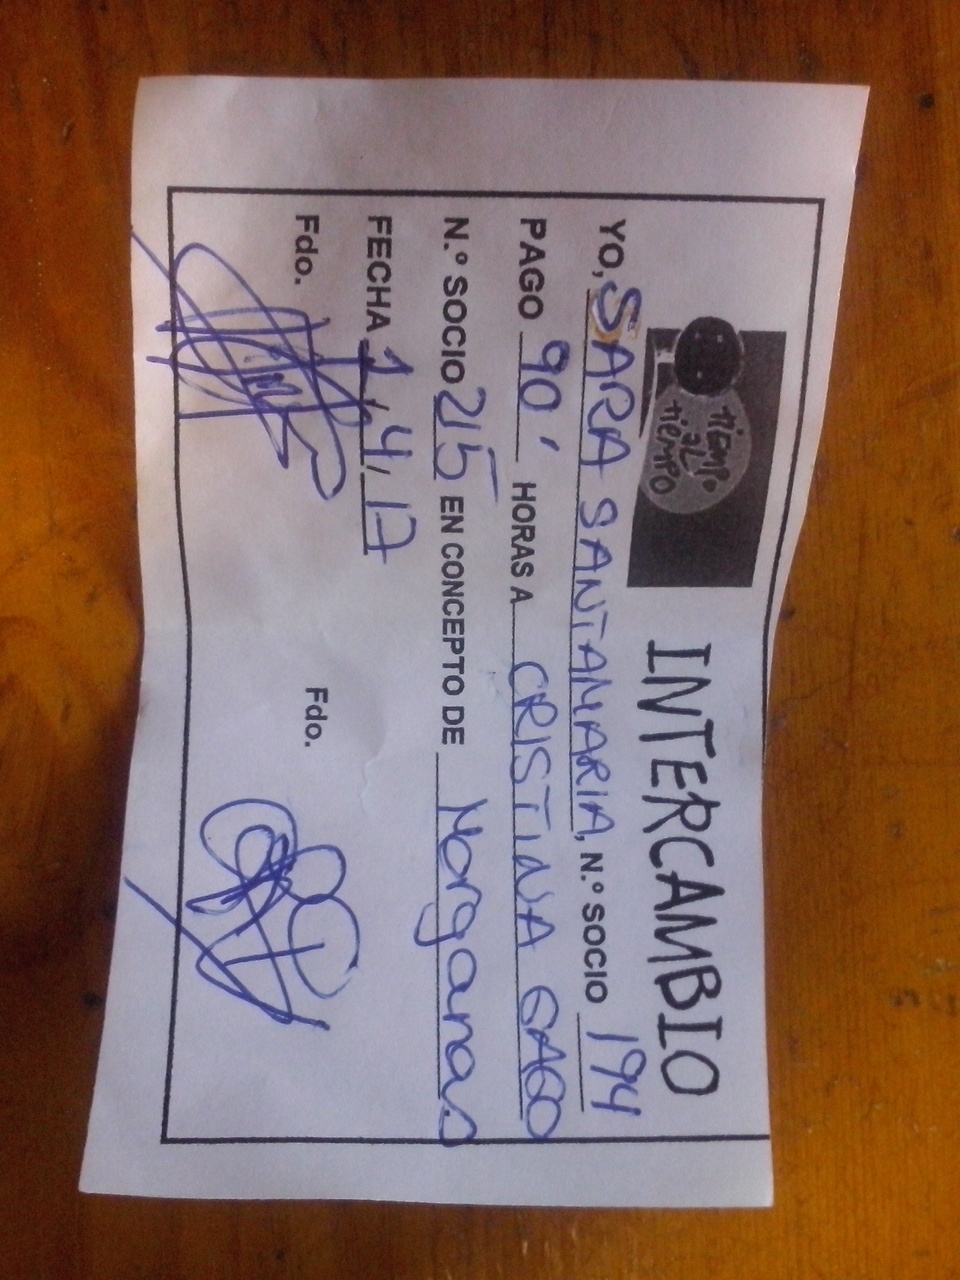 tiEMPO
aL
tiEMPO
INTERCAMBIO
YO, SARA SANTAMARIA, N.º SOCIO 194
PAGO 90' HORAS A CRISTINA GAGO
N.º SOCIO 215 EN CONCEPTO DE Morganas
FECHA 1/4/17
Fdo. Fdo.